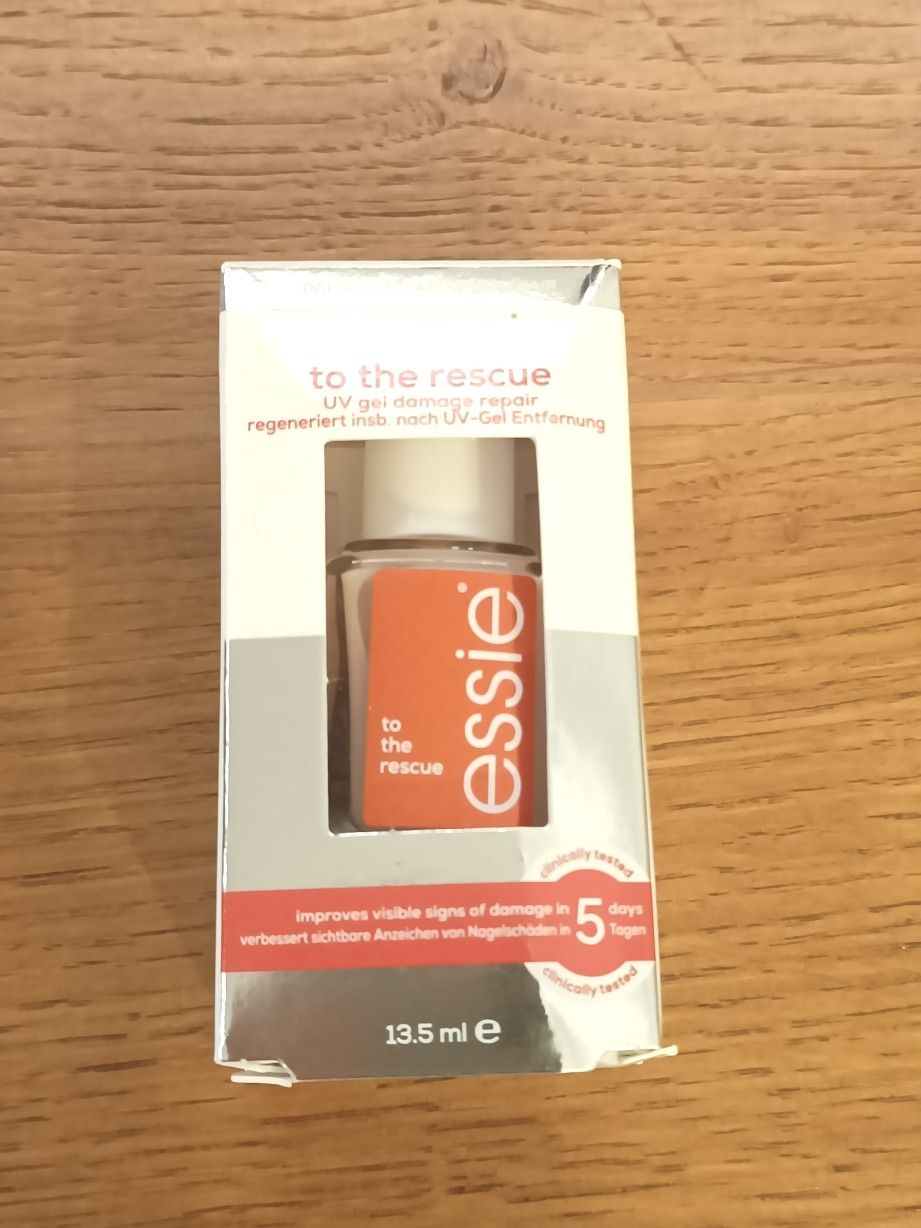 to the rescue
UV gel damage repair
regeneriert insb. nach UV-Gel Entfernung
essie
to
the
rescue
clinically tested
improves visible signs of damage in 5 days
verbessert sichtbare Anzeichen von Nagelschäden in 5 Tagen
clinically tested
13.5 ml e